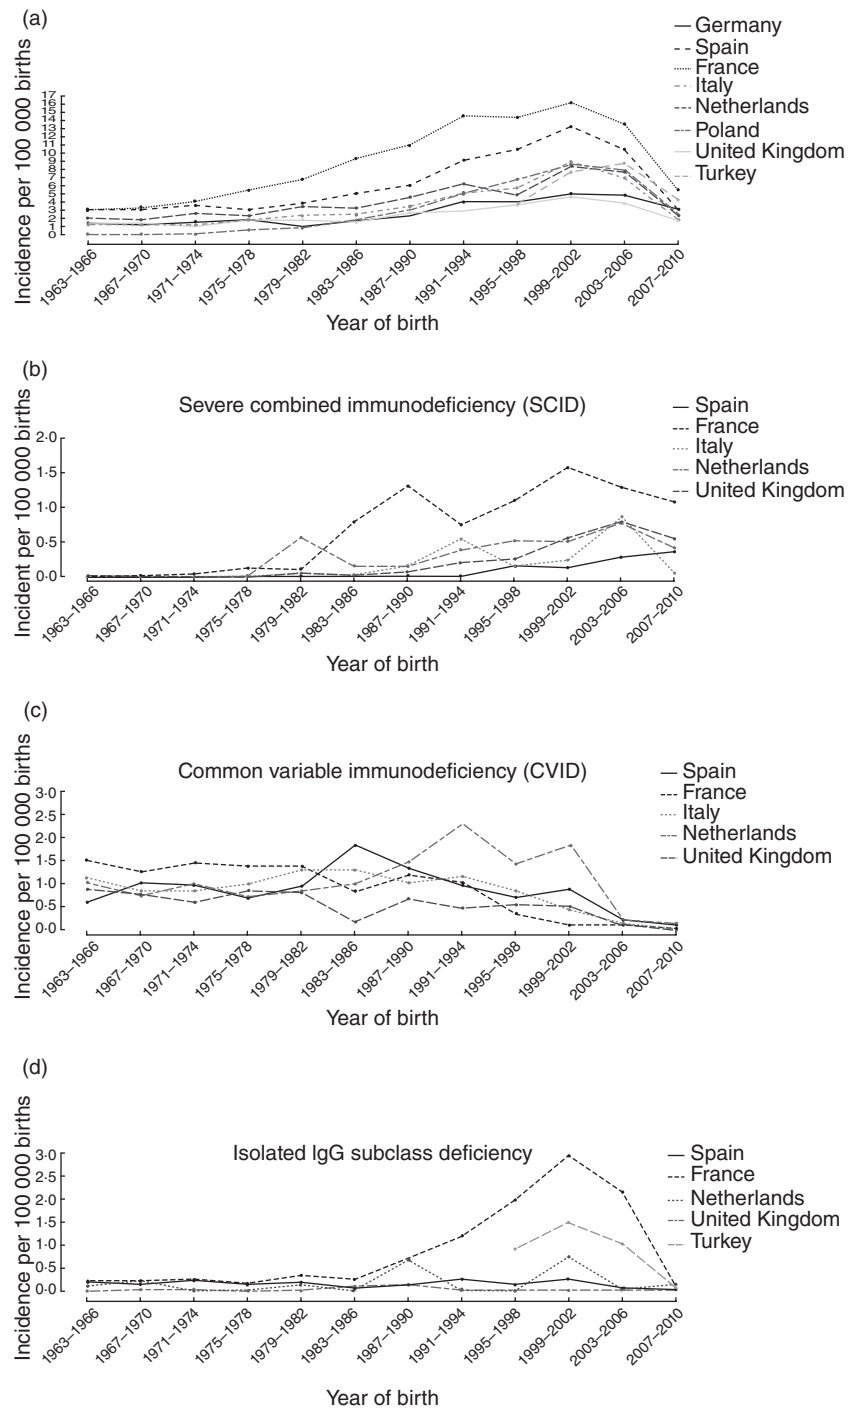 (a)
Germany
Spain
France
Italy
Netherlands
Poland
United Kingdom
Turkey
Incidence per 100 000 births
17
16
15
14
13
12
11
10
9
8
7
6
5
4
3
2
1
0
1963–1966
1967–1970
1971–1974
1975–1978
1979–1982
1983–1986
1987–1990
1991–1994
1995–1998
1999–2002
2003–2006
2007–2010
Year of birth
(b)
Severe combined immunodeficiency (SCID)
Spain
France
Italy
Netherlands
United Kingdom
Incident per 100 000 births
2·0
1·5
1·0
0·5
0·0
1963–1966
1967–1970
1971–1974
1975–1978
1979–1982
1983–1986
1987–1990
1991–1994
1995–1998
1999–2002
2003–2006
2007–2010
Year of birth
(c)
Common variable immunodeficiency (CVID)
Spain
France
Italy
Netherlands
United Kingdom
Incidence per 100 000 births
3·0
2·5
2·0
1·5
1·0
0·5
0·0
1963–1966
1967–1970
1971–1974
1975–1978
1979–1982
1983–1986
1987–1990
1991–1994
1995–1998
1999–2002
2003–2006
2007–2010
Year of birth
(d)
Isolated IgG subclass deficiency
Spain
France
Netherlands
United Kingdom
Turkey
Incidence per 100 000 births
3·0
2·5
2·0
1·5
1·0
0·5
0·0
1963–1966
1967–1970
1971–1974
1975–1978
1979–1982
1983–1986
1987–1990
1991–1994
1995–1998
1999–2002
2003–2006
2007–2010
Year of birth